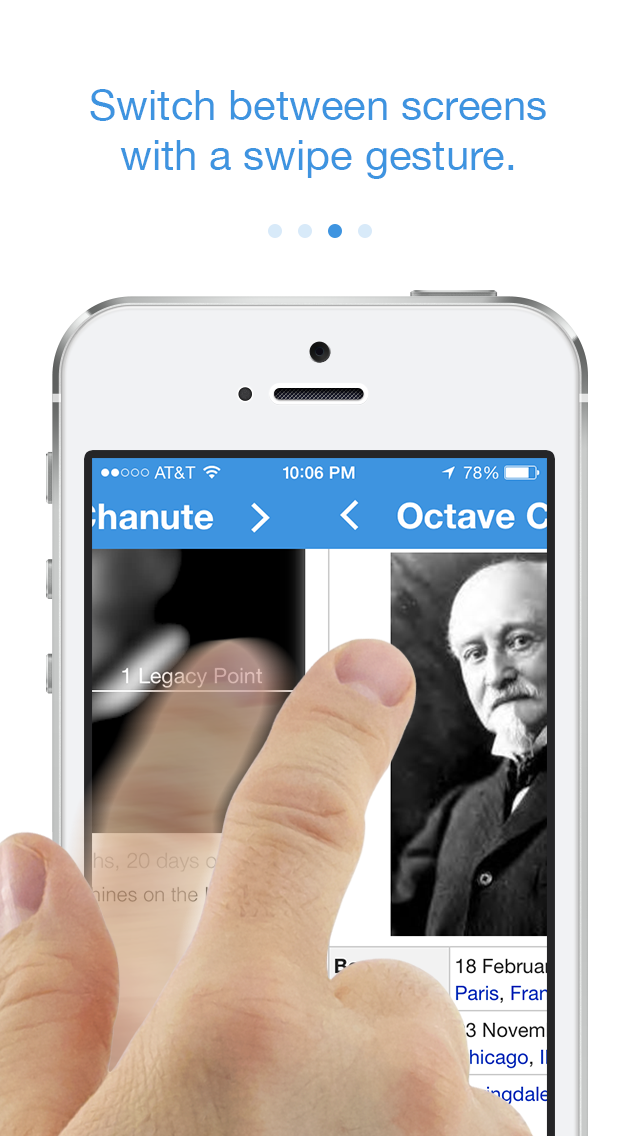 Switch between screens
with a swipe gesture.
AT&T 10:06 PM 78%
Chanute
Octave C
1 Legacy Point
hs, 20 days o
hines on the
18 Februar
Paris, Fran
3 Novem
hicago, Il
ingdale